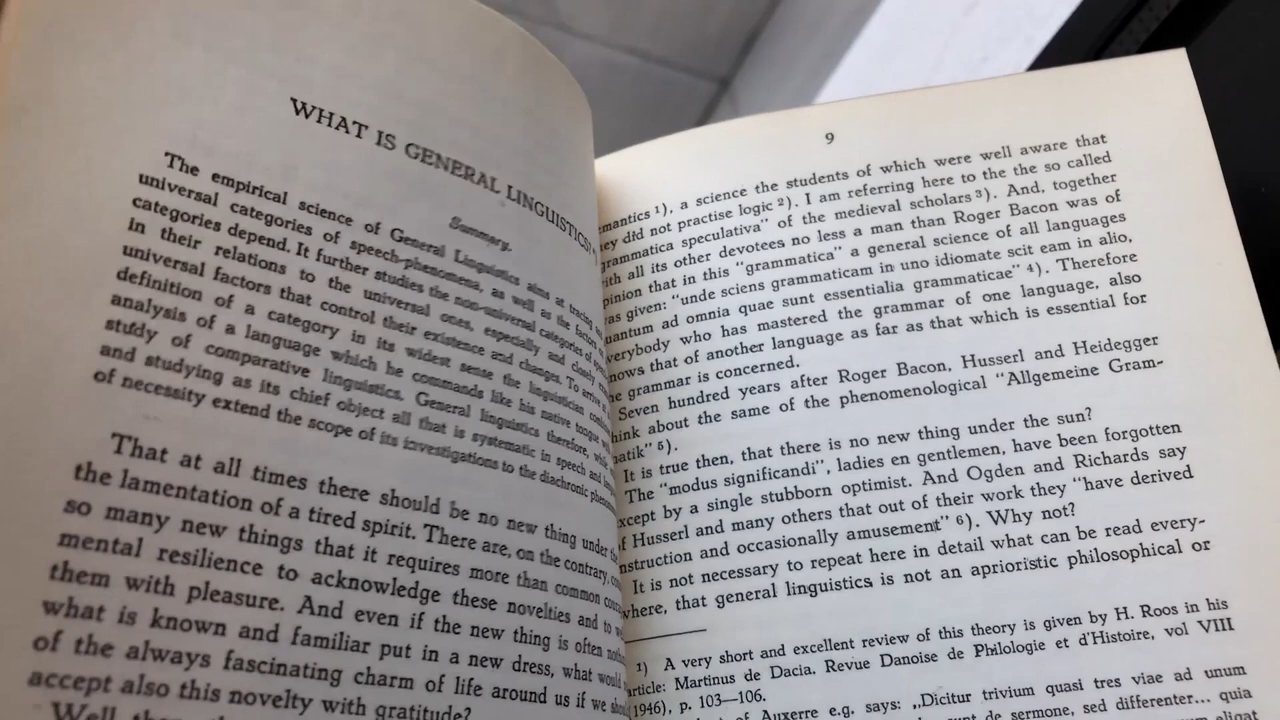 WHAT IS GENERAL LINGUISTICS? *)
Summary.
The empirical science of General Linguistics aims at tracing
universal categories of speech-phenomena, as well as the factors
categories depend. It further studies the non-universal categories of
in their relations to the universal ones, especially and closely
universal factors that control their existence and changes. To arrive
definition of a category in its widest sense the linguistician
analysis of a language which he commands like his native tongue
study of comparative linguistics. General linguistics therefore,
and studying as its chief object all that is systematic in speech and
of necessity extend the scope of its investigations to the diachronic
That at all times there should be no new thing under the
the lamentation of a tired spirit. There are, on the contrary,
so many new things that it requires more than common
mental resilience to acknowledge these novelties and to
them with pleasure. And even if the new thing is often
what is known and familiar put in a new dress, what would
of the always fascinating charm of life around us if we
accept also this novelty with gratitude?
9
mantics 1), a science the students of which were well aware that
ey did not practise logic 2). I am referring here to the the so called
grammatica speculativa” of the medieval scholars 3). And, together
ith all its other devotees no less a man than Roger Bacon was of
pinion that in this “grammatica” a general science of all languages
as given: “unde sciens grammaticam in uno idiomate scit eam in alio,
uantum ad omnia quae sunt essentialia grammaticae” 4). Therefore
verybody who has mastered the grammar of one language, also
nows that of another language as far as that which is essential for
he grammar is concerned.
Seven hundred years after Roger Bacon, Husserl and Heidegger
hink about the same of the phenomenological “Allgemeine Gram-
atik” 5).
It is true then, that there is no new thing under the sun?
The “modus significandi”, ladies en gentlemen, have been forgotten
xcept by a single stubborn optimist. And Ogden and Richards say
f Husserl and many others that out of their work they “have derived
nstruction and occasionally amusement” 6). Why not?
It is not necessary to repeat here in detail what can be read every-
where, that general linguistics is not an aprioristic philosophical or
1) A very short and excellent review of this theory is given by H. Roos in his
article: Martinus de Dacia. Revue Danoise de Philologie et d'Histoire, vol VIII
1946), p. 103—106.
of Auxerre e.g. says: „Dicitur trivium quasi tres viae ad unum
de sermone, sed differenter... quia